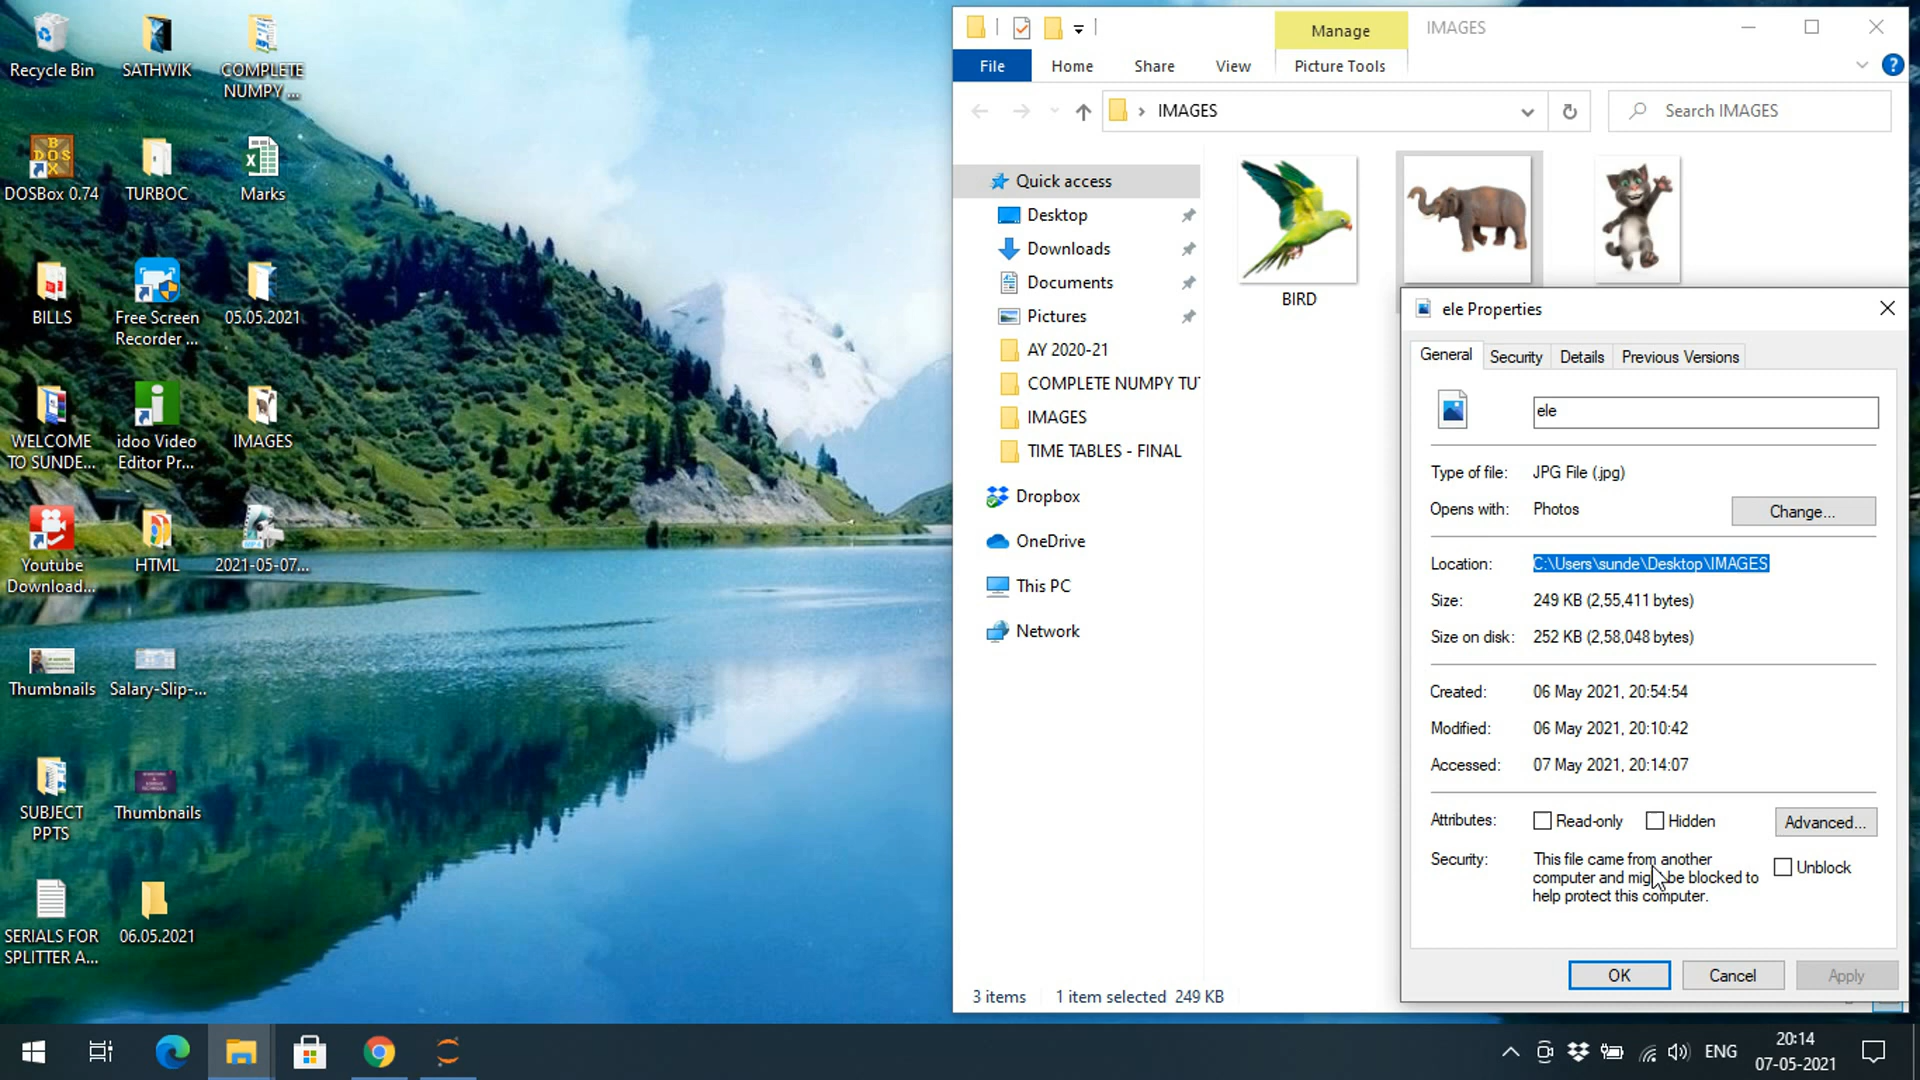 Recycle Bin
SATHWIK
COMPLETE
NUMPY ...
DOSBox 0.74
TURBOC
Marks
BILLS
Free Screen
Recorder ...
05.05.2021
WELCOME
TO SUNDE...
idoo Video
Editor Pr...
IMAGES
Youtube
Download...
HTML
2021-05-07...
Thumbnails
Salary-Slip-...
SUBJECT
PPTS
Thumbnails
SERIALS FOR
SPLITTER A...
06.05.2021
Manage
IMAGES
File
Home
Share
View
Picture Tools
IMAGES
Search IMAGES
Quick access
Desktop
Downloads
Documents
Pictures
AY 2020-21
COMPLETE NUMPY TUT
IMAGES
TIME TABLES - FINAL
Dropbox
OneDrive
This PC
Network
BIRD
3 items
1 item selected 249 KB
ele Properties
General
Security
Details
Previous Versions
ele
Type of file: JPG File (.jpg)
Opens with: Photos
Change...
Location: C:\Users\sunde\Desktop\IMAGES
Size: 249 KB (2,55,411 bytes)
Size on disk: 252 KB (2,58,048 bytes)
Created: 06 May 2021, 20:54:54
Modified: 06 May 2021, 20:10:42
Accessed: 07 May 2021, 20:14:07
Attributes: Read-only Hidden
Advanced...
Security: This file came from another
computer and might be blocked to
help protect this computer.
Unblock
OK
Cancel
Apply
ENG
20:14
07-05-2021